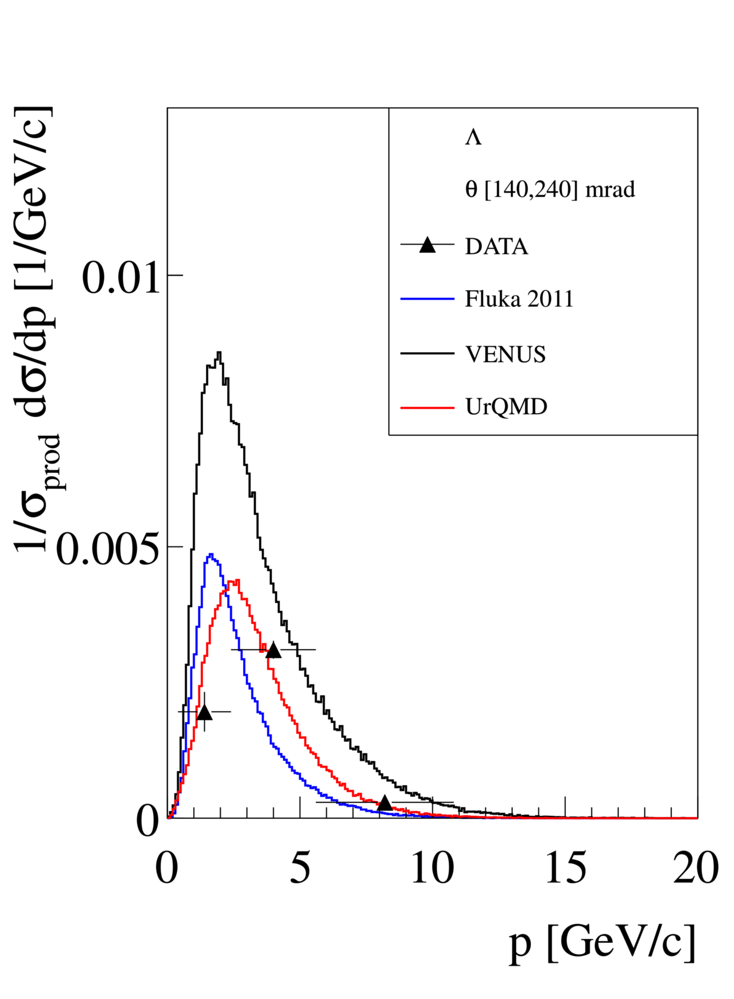 1/σprod dσ/dp [1/GeV/c]
Λ
θ [140,240] mrad
DATA
Fluka 2011
VENUS
UrQMD
0.01
0.005
0
0 5 10 15 20
p [GeV/c]